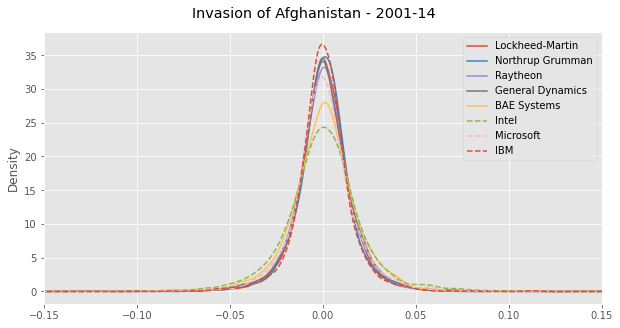 Invasion of Afghanistan - 2001-14
Density
35
30
25
20
15
10
5
0
−0.15
−0.10
−0.05
0.00
0.05
0.10
0.15
Lockheed-Martin
Northrup Grumman
Raytheon
General Dynamics
BAE Systems
Intel
Microsoft
IBM